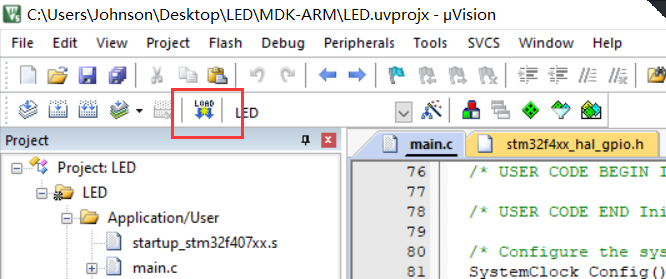 C:\Users\Johnson\Desktop\LED\MDK-ARM\LED.uvprojx - µVision
File Edit View Project Flash Debug Peripherals Tools SVCS Window Help
LOAD LED
Project
Project: LED
LED
Application/User
startup_stm32f407xx.s
main.c
main.c stm32f4xx_hal_gpio.h
76 /* USER CODE BEGIN I
77
78 /* USER CODE END Ini
79
80 /* Configure the sys
81 SystemClock_Config()